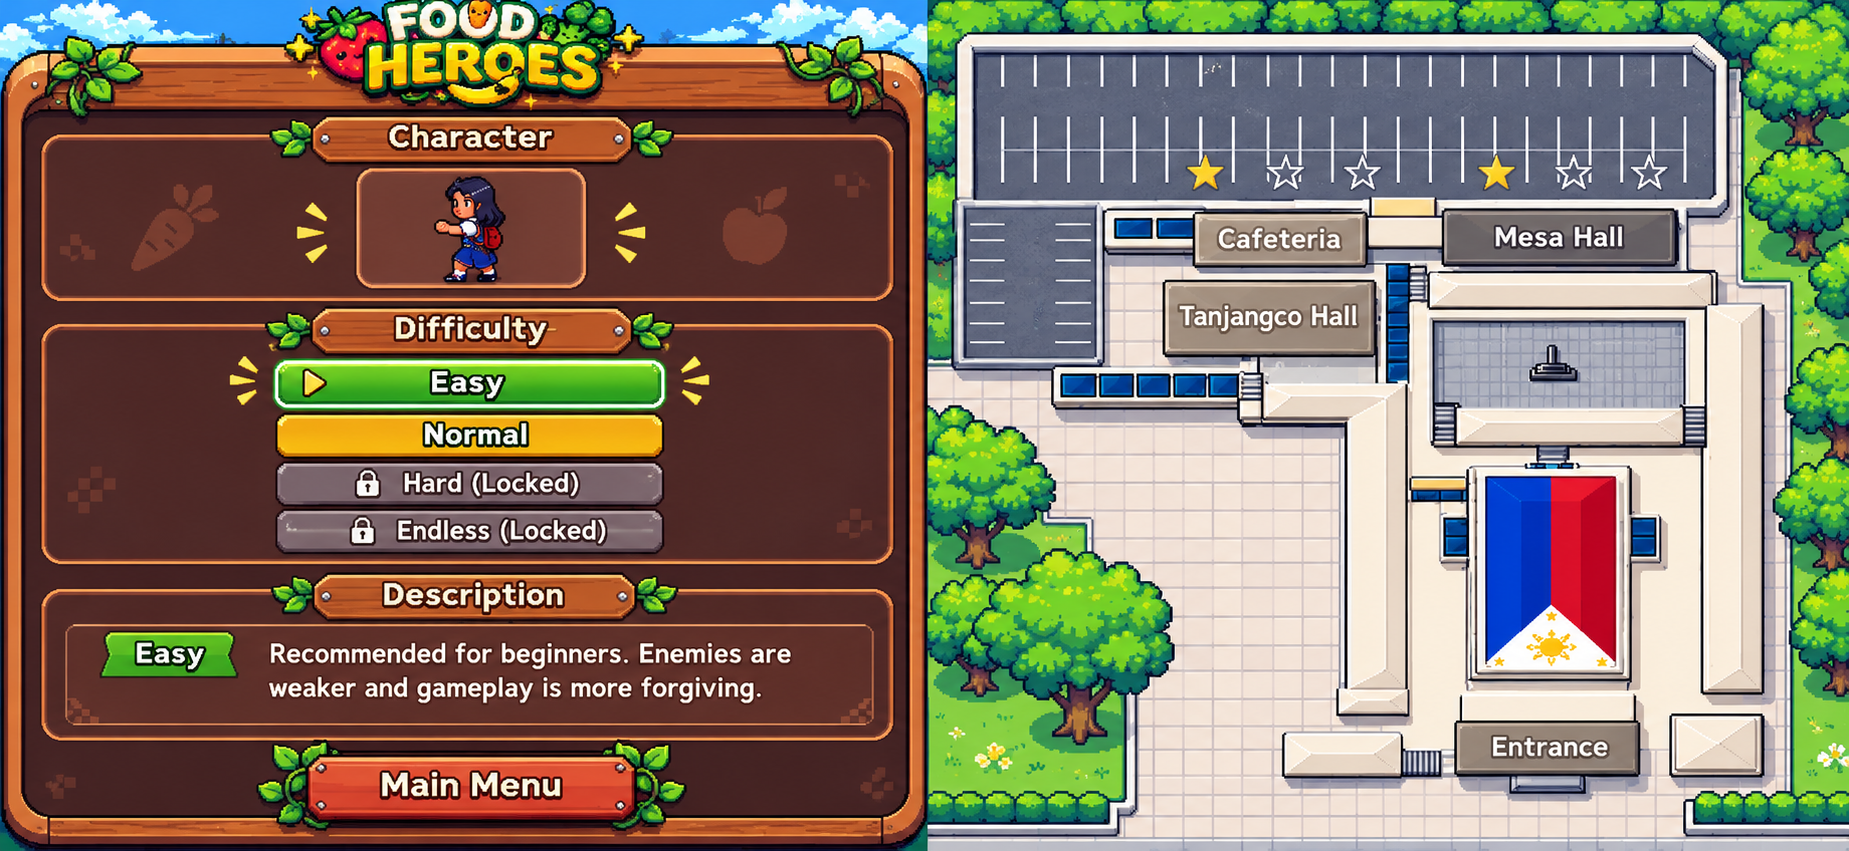 FOOD
HEROES
Character
Difficulty
Easy
Normal
Hard (Locked)
Endless (Locked)
Description
Easy
Recommended for beginners. Enemies are
weaker and gameplay is more forgiving.
Main Menu
Cafeteria
Mesa Hall
Tanjangco Hall
Entrance